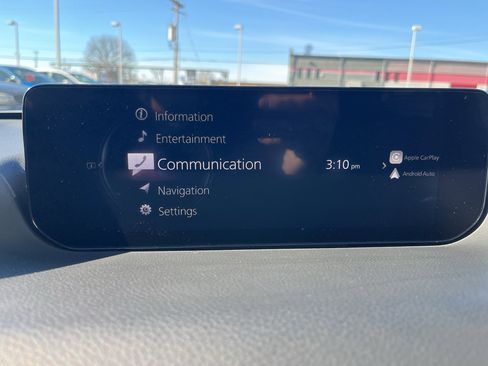 Information
Entertainment
Communication
3:10 pm
Apple CarPlay
Android Auto
Navigation
Settings